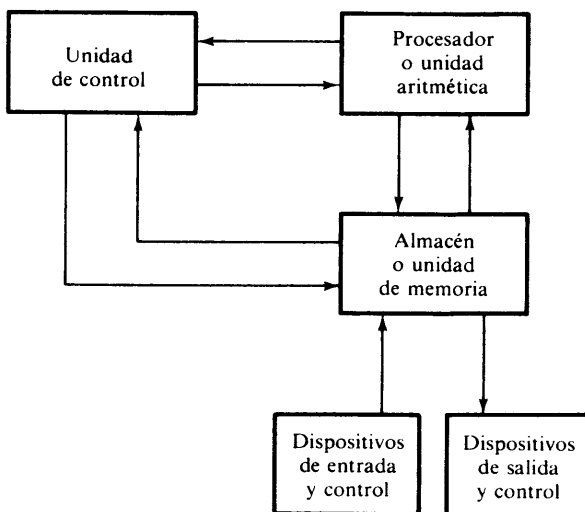 Unidad
de control
Procesador
o unidad
aritmética
Almacén
o unidad
de memoria
Dispositivos
de entrada
y control
Dispositivos
de salida
y control